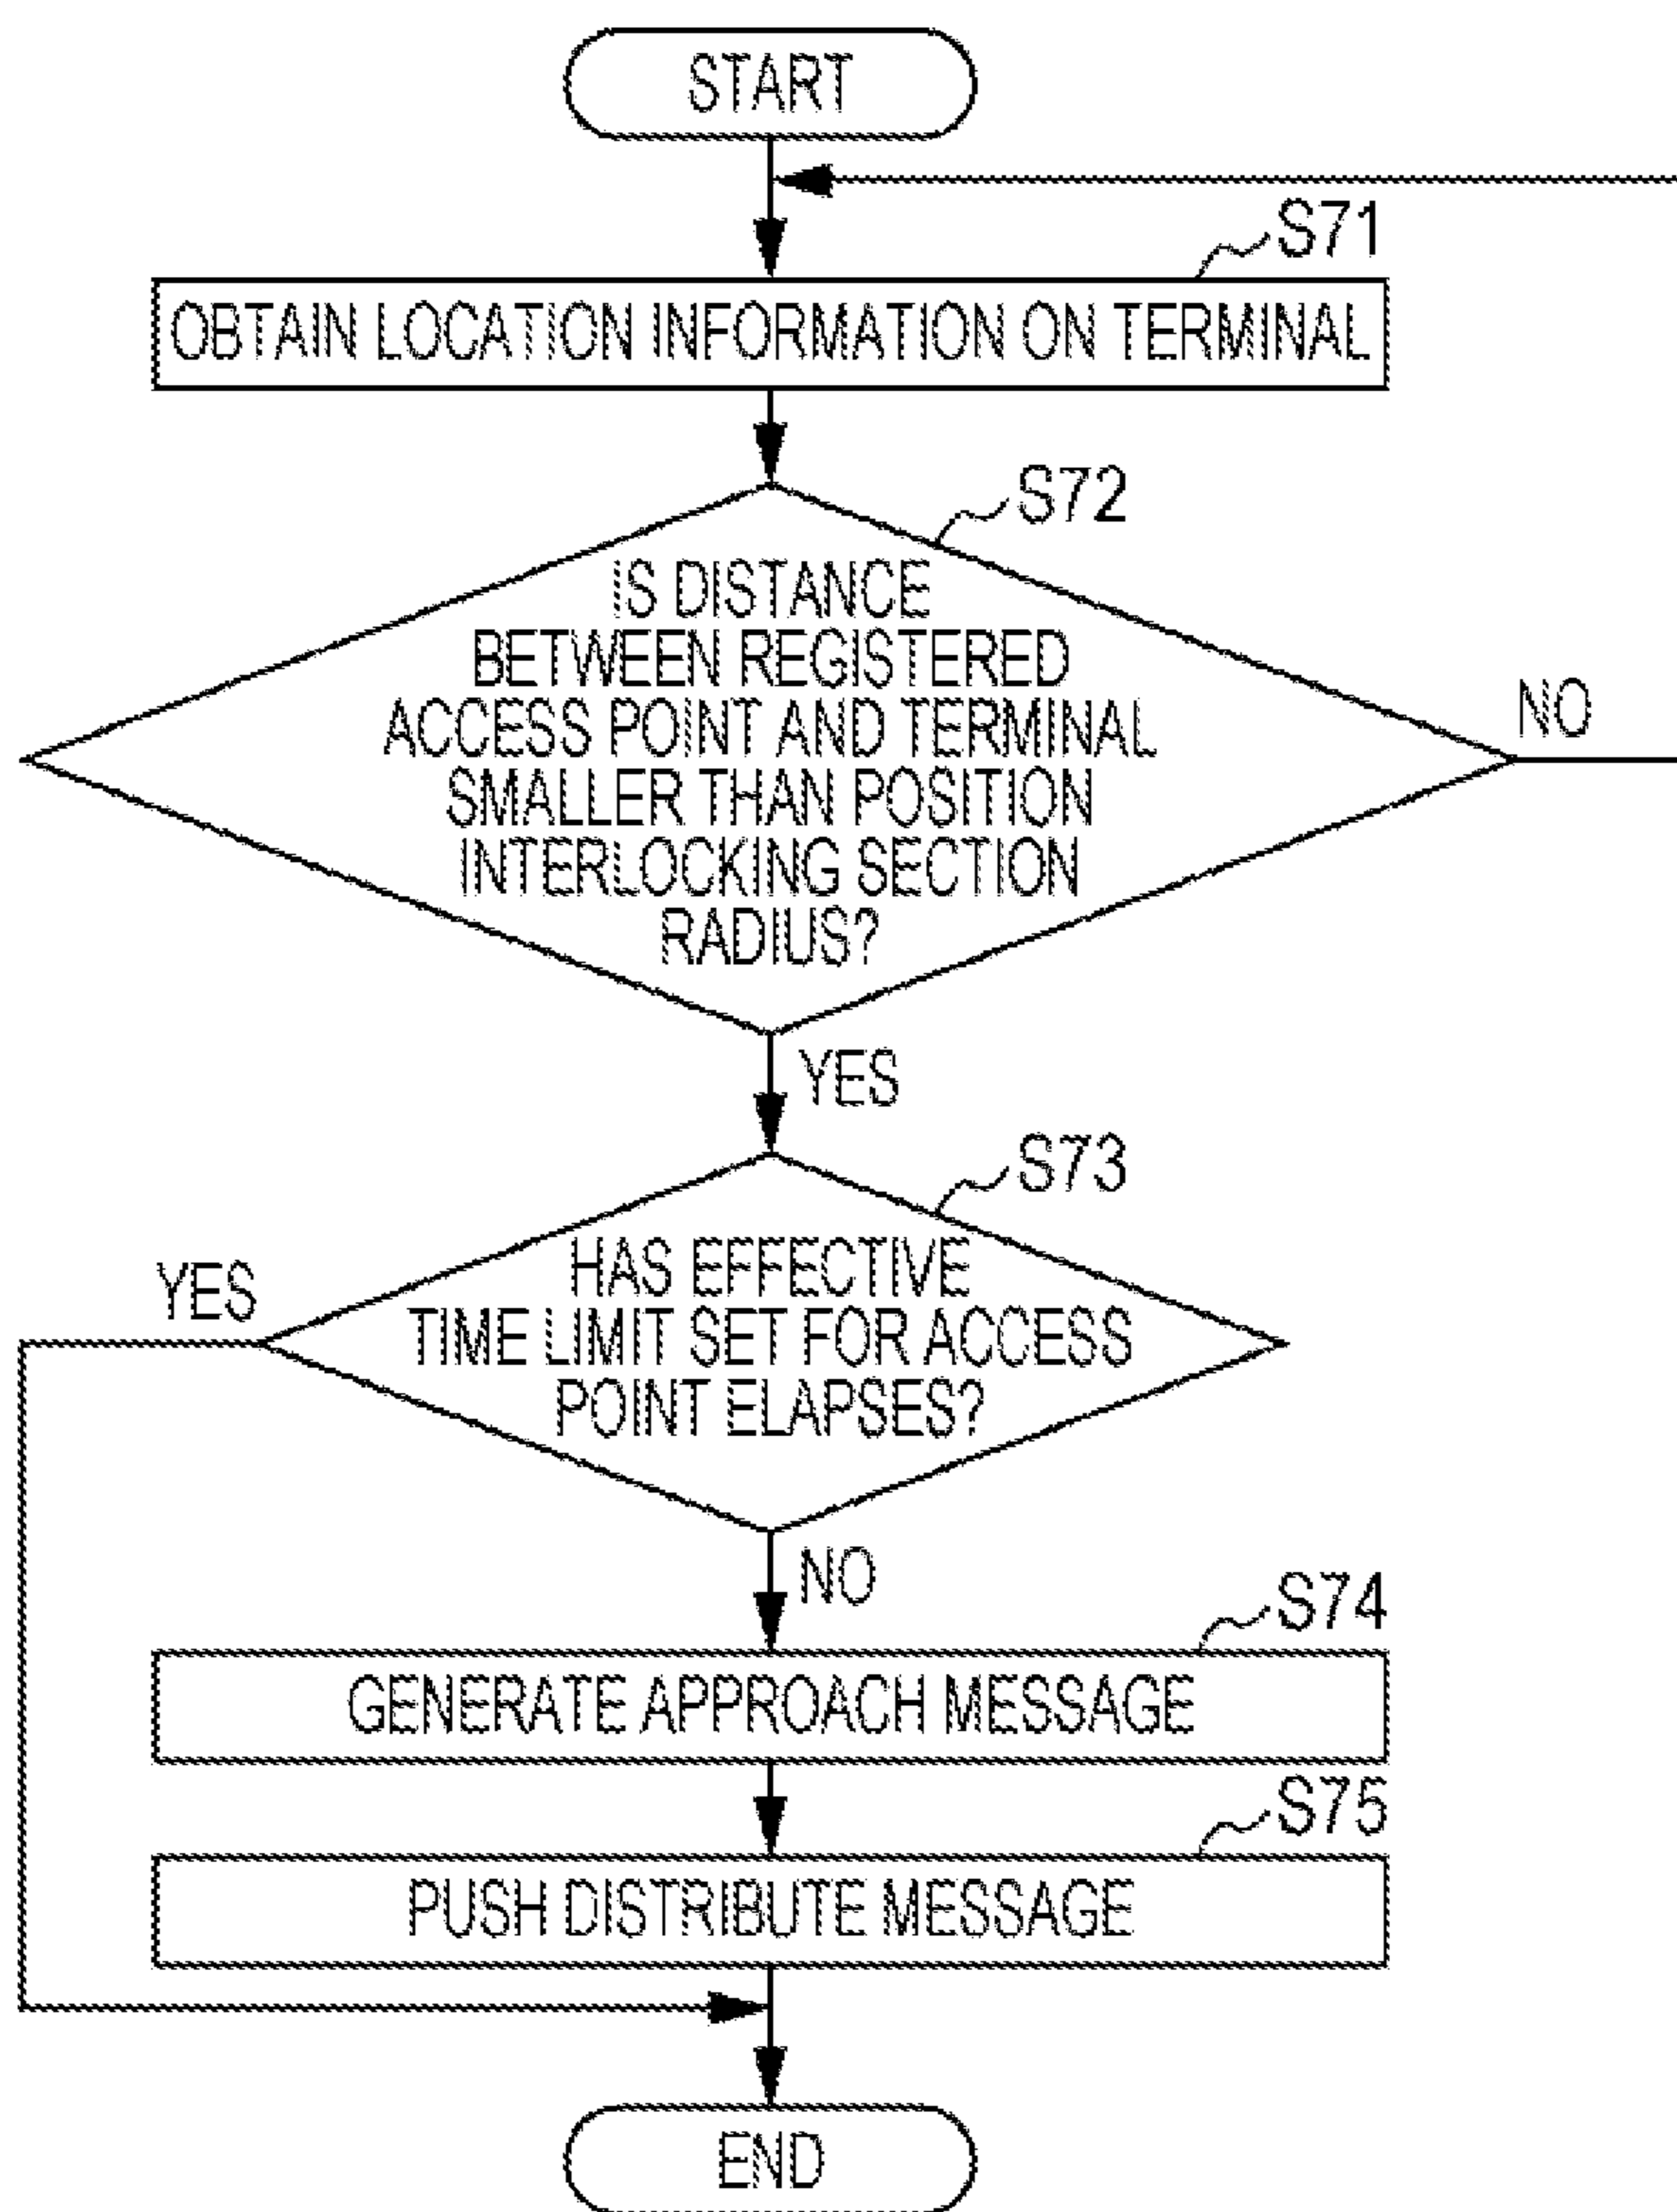 START
S71
OBTAIN LOCATION INFORMATION ON TERMINAL
S72
IS DISTANCE
BETWEEN REGISTERED
ACCESS POINT AND TERMINAL
SMALLER THAN POSITION
INTERLOCKING SECTION
RADIUS?
NO
YES
S73
HAS EFFECTIVE
TIME LIMIT SET FOR ACCESS
POINT ELAPSES?
YES
NO
S74
GENERATE APPROACH MESSAGE
S75
PUSH DISTRIBUTE MESSAGE
END